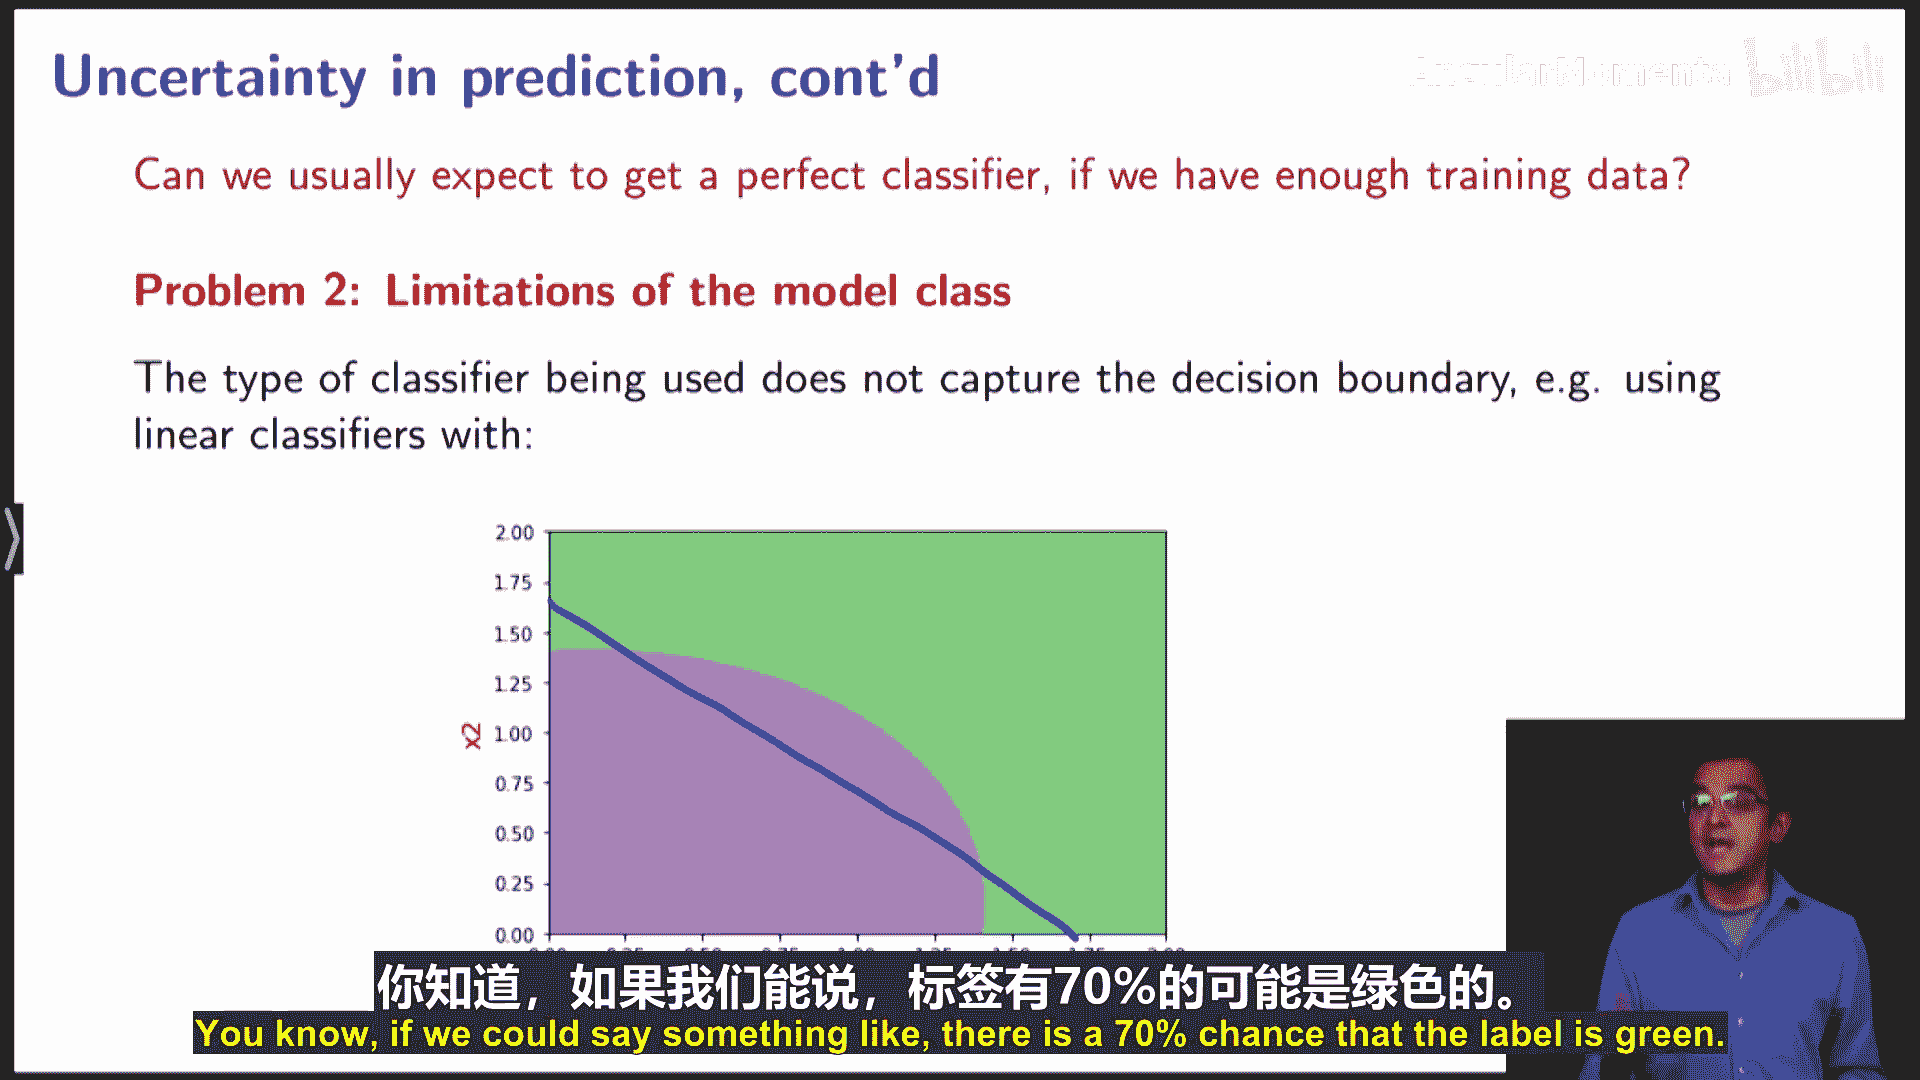 Uncertainty in prediction, cont'd
bilibili
Can we usually expect to get a perfect classifier, if we have enough training data?
Problem 2: Limitations of the model class
The type of classifier being used does not capture the decision boundary, e.g. using
linear classifiers with:
2.00
1.75
1.50
1.25
x2
1.00
0.75
0.50
0.25
0.00
你知道，如果我们能说，标签有70%的可能是绿色的。
You know, if we could say something like, there is a 70% chance that the label is green.